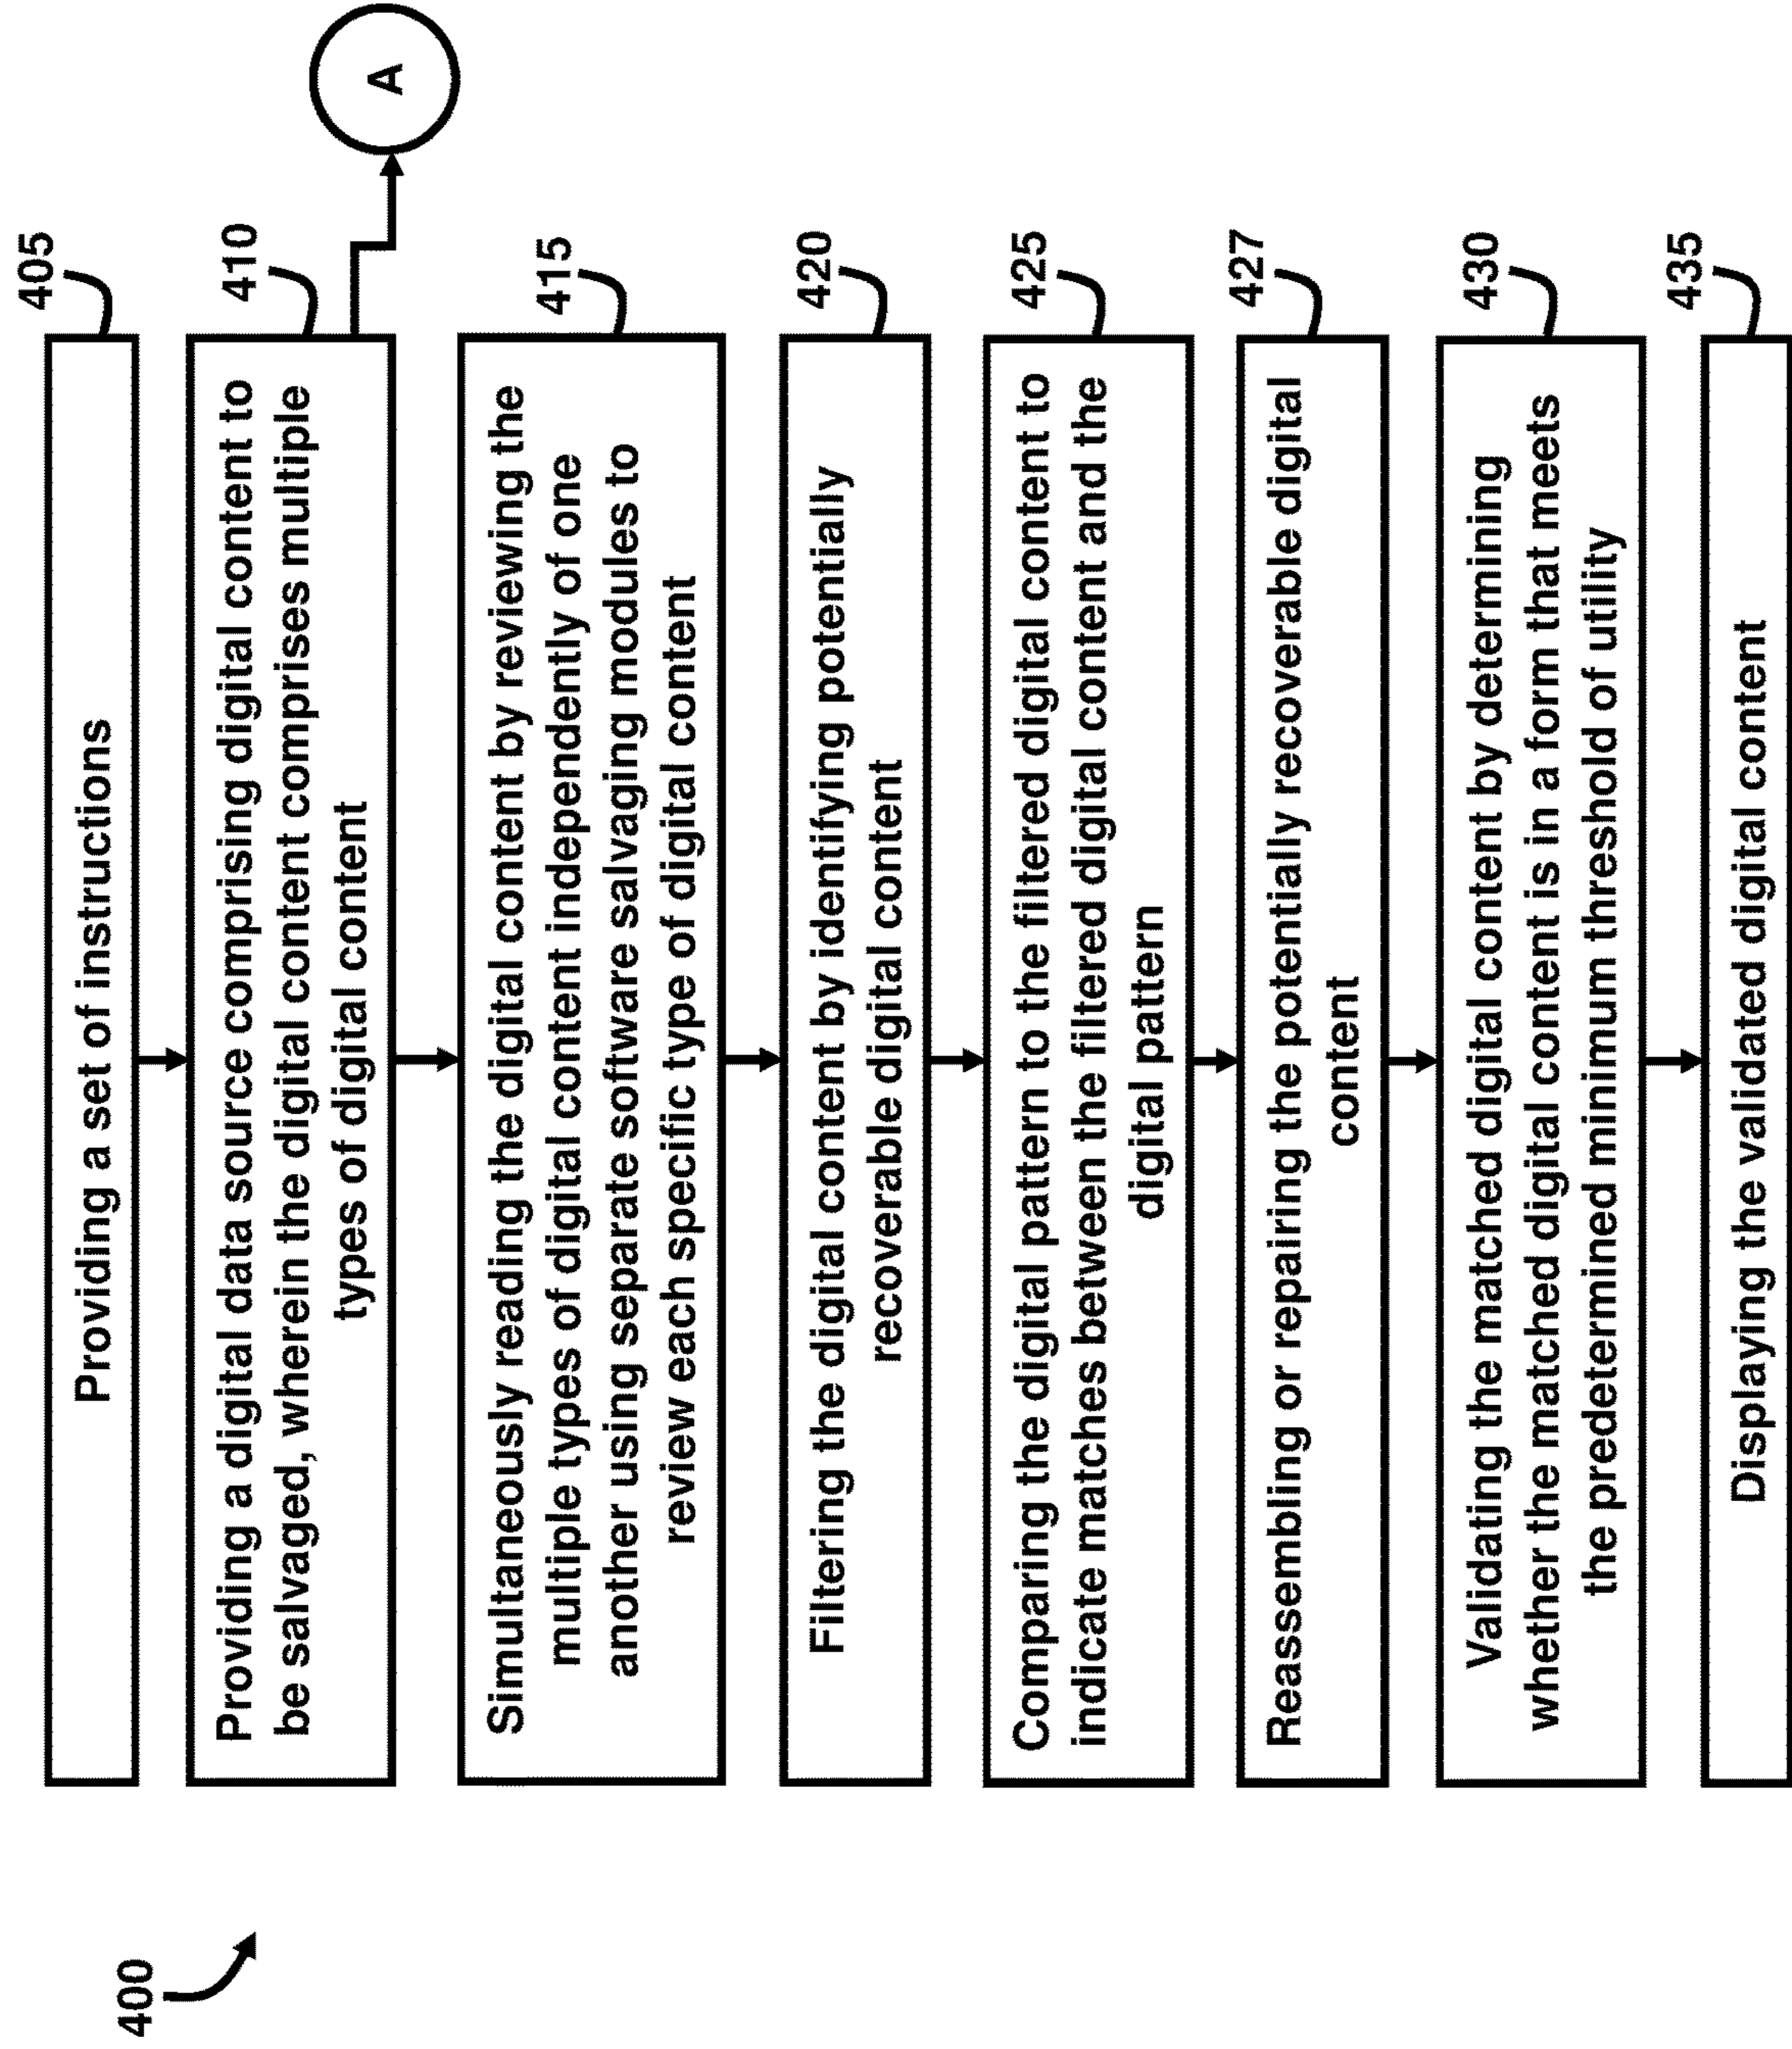 400
405
Providing a set of instructions
410
Providing a digital data source comprising digital content to
be salvaged, wherein the digital content comprises multiple
types of digital content
A
415
Simultaneously reading the digital content by reviewing the
multiple types of digital content independently of one
another using separate software salvaging modules to
review each specific type of digital content
420
Filtering the digital content by identifying potentially
recoverable digital content
425
Comparing the digital pattern to the filtered digital content to
indicate matches between the filtered digital content and the
digital pattern
427
Reassembling or repairing the potentially recoverable digital
content
430
Validating the matched digital content by determining
whether the matched digital content is in a form that meets
the predetermined minimum threshold of utility
435
Displaying the validated digital content